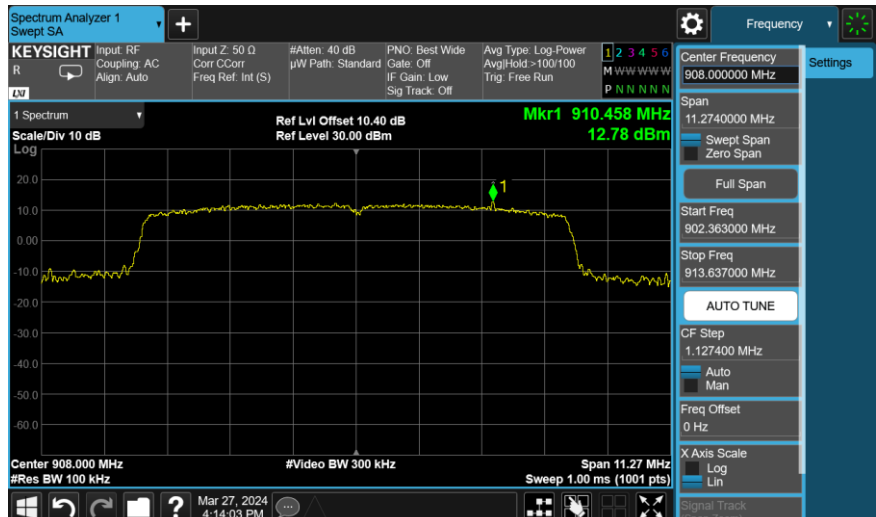 Spectrum Analyzer 1
Swept SA
+
Frequency
KEYSIGHT
R
LXI
Input: RF
Coupling: AC
Align: Auto
Input Z: 50 Ω
Corr CCorr
Freq Ref: Int (S)
#Atten: 40 dB
µW Path: Standard
PNO: Best Wide
Gate: Off
IF Gain: Low
Sig Track: Off
Avg Type: Log-Power
Avg|Hold:>100/100
Trig: Free Run
1 2 3 4 5 6
M W W W W W
P N N N N N
1 Spectrum
Scale/Div 10 dB
Log
Ref Lvl Offset 10.40 dB
Ref Level 30.00 dBm
Mkr1 910.458 MHz
12.78 dBm
1
20.0
10.0
0.00
-10.0
-20.0
-30.0
-40.0
-50.0
-60.0
Center 908.000 MHz
#Res BW 100 kHz
#Video BW 300 kHz
Span 11.27 MHz
Sweep 1.00 ms (1001 pts)
Mar 27, 2024
4:14:03 PM
?
Center Frequency
908.000000 MHz
Settings
Span
11.2740000 MHz
Swept Span
Zero Span
Full Span
Start Freq
902.363000 MHz
Stop Freq
913.637000 MHz
AUTO TUNE
CF Step
1.127400 MHz
Auto
Man
Freq Offset
0 Hz
X Axis Scale
Log
Lin
Signal Track